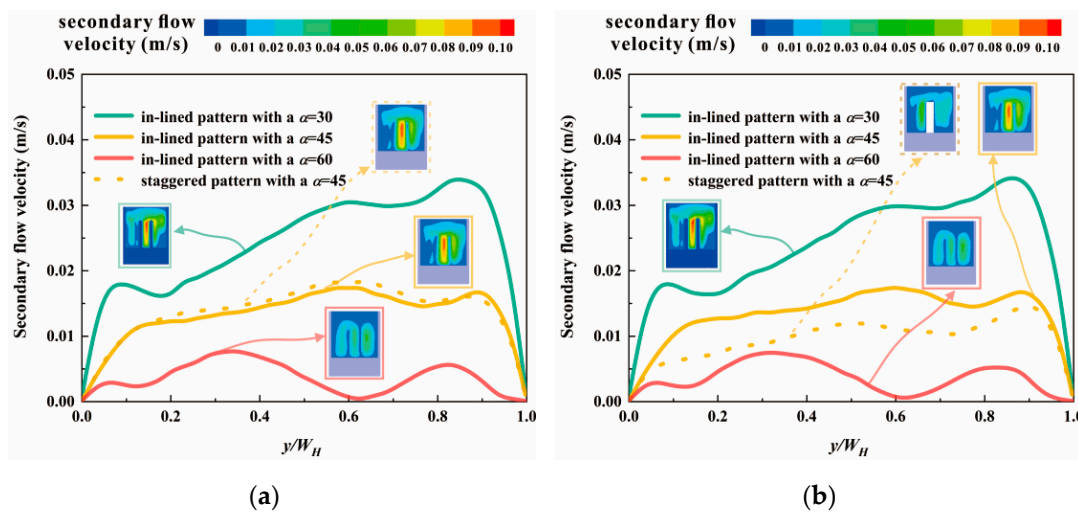 secondary flow
velocity (m/s)
0 0.01 0.02 0.03 0.04 0.06 0.07 0.08 0.09 0.10
0.05
0.04
0.03
0.02
0.01
0.00
Secondary flow velocity (m/s)
in-lined pattern with a α=30
in-lined pattern with a α=45
in-lined pattern with a α=60
staggered pattern with a α=45
0.0 0.2 0.4 0.6 0.8 1.0
y/WH
(a)
secondary flow
velocity (m/s)
0 0.01 0.02 0.03 0.04 0.06 0.07 0.08 0.09 0.10
0.05
0.04
0.03
0.02
0.01
0.00
Secondary flow velocity (m/s)
in-lined pattern with a α=30
in-lined pattern with a α=45
in-lined pattern with a α=60
staggered pattern with a α=45
0.0 0.2 0.4 0.6 0.8 1.0
y/WH
(b)